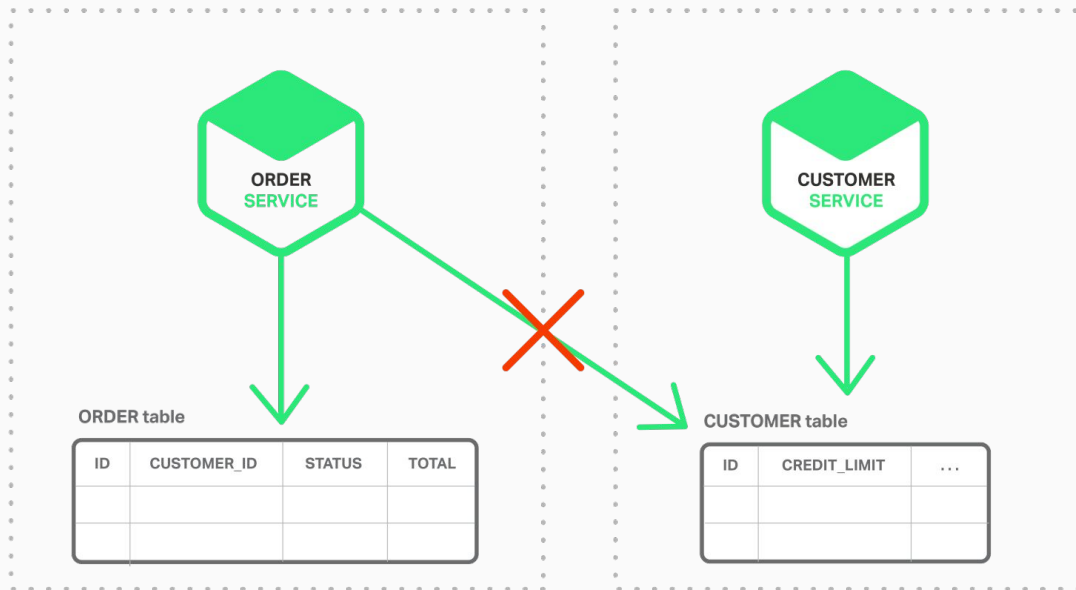 ORDER
SERVICE
CUSTOMER
SERVICE
ORDER table
ID CUSTOMER_ID STATUS TOTAL
CUSTOMER table
ID CREDIT_LIMIT ...